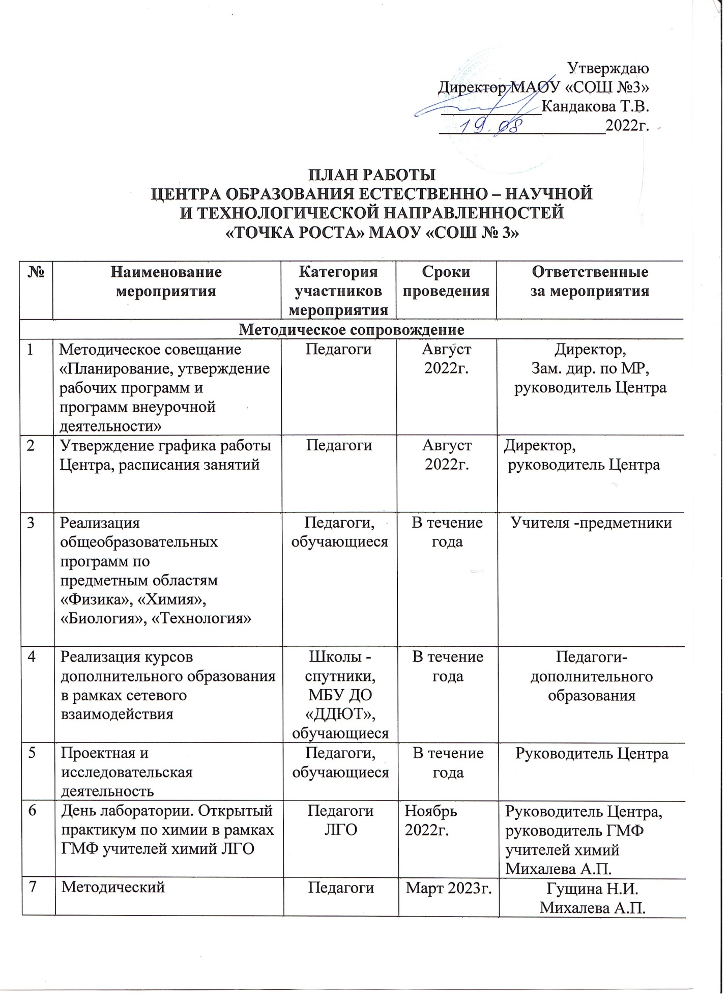 Утверждаю
Директор МАОУ «СОШ №3»
Кандакова Т.В.
19.08 2022г.
ПЛАН РАБОТЫ
ЦЕНТРА ОБРАЗОВАНИЯ ЕСТЕСТВЕННО – НАУЧНОЙ
И ТЕХНОЛОГИЧЕСКОЙ НАПРАВЛЕННОСТЕЙ
«ТОЧКА РОСТА» МАОУ «СОШ № 3»
№
Наименование
мероприятия
Категория
участников
мероприятия
Сроки
проведения
Ответственные
за мероприятия
Методическое сопровождение
1
Методическое совещание
«Планирование, утверждение
рабочих программ и
программ внеурочной
деятельности»
Педагоги
Август
2022г.
Директор,
Зам. дир. по МР,
руководитель Центра
2
Утверждение графика работы
Центра, расписания занятий
Педагоги
Август
2022г.
Директор,
руководитель Центра
3
Реализация
общеобразовательных
программ по
предметным областям
«Физика», «Химия»,
«Биология», «Технология»
Педагоги,
обучающиеся
В течение
года
Учителя -предметники
4
Реализация курсов
дополнительного образования
в рамках сетевого
взаимодействия
Школы -
спутники,
МБУ ДО
«ДДЮТ»,
обучающиеся
В течение
года
Педагоги-
дополнительного
образования
5
Проектная и
исследовательская
деятельность
Педагоги,
обучающиеся
В течение
года
Руководитель Центра
6
День лаборатории. Открытый
практикум по химии в рамках
ГМФ учителей химий ЛГО
Педагоги
ЛГО
Ноябрь
2022г.
Руководитель Центра,
руководитель ГМФ
учителей химий
Михалева А.П.
7
Методический
Педагоги
Март 2023г.
Гущина Н.И.
Михалева А.П.